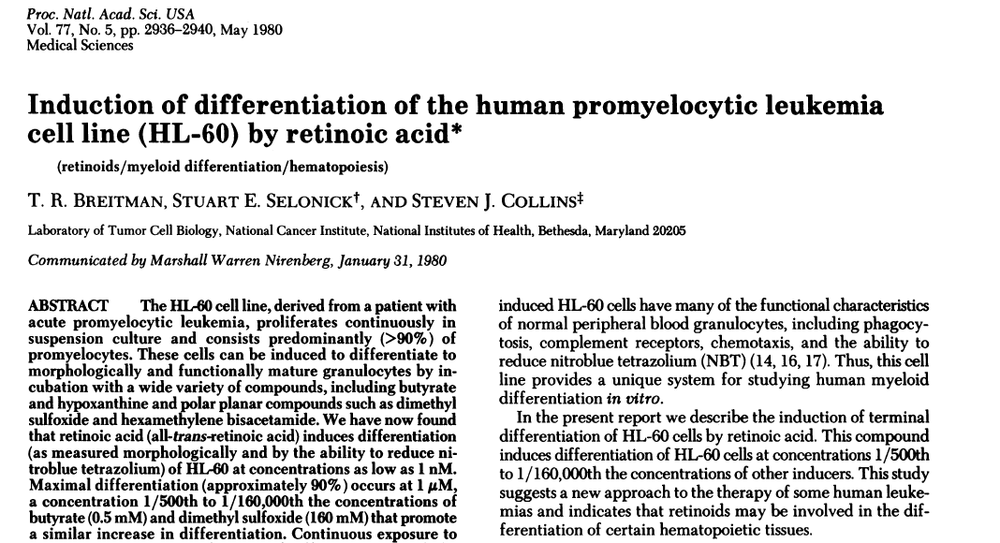 Proc. Natl. Acad. Sci. USA
Vol. 77, No. 5, pp. 2936–2940, May 1980
Medical Sciences
Induction of differentiation of the human promyelocytic leukemia
cell line (HL-60) by retinoic acid*
(retinoids/myeloid differentiation/hematopoiesis)
T. R. BREITMAN, STUART E. SELONICK†, AND STEVEN J. COLLINS‡
Laboratory of Tumor Cell Biology, National Cancer Institute, National Institutes of Health, Bethesda, Maryland 20205
Communicated by Marshall Warren Nirenberg, January 31, 1980
ABSTRACT The HL-60 cell line, derived from a patient with
acute promyelocytic leukemia, proliferates continuously in
suspension culture and consists predominantly (>90%) of
promyelocytes. These cells can be induced to differentiate to
morphologically and functionally mature granulocytes by in-
cubation with a wide variety of compounds, including butyrate
and hypoxanthine and polar planar compounds such as dimethyl
sulfoxide and hexamethylene bisacetamide. We have now found
that retinoic acid (all-trans-retinoic acid) induces differentiation
(as measured morphologically and by the ability to reduce ni-
troblue tetrazolium) of HL-60 at concentrations as low as 1 nM.
Maximal differentiation (approximately 90%) occurs at 1 μM,
a concentration 1/500th to 1/160,000th the concentrations of
butyrate (0.5 mM) and dimethyl sulfoxide (160 mM) that promote
a similar increase in differentiation. Continuous exposure to
induced HL-60 cells have many of the functional characteristics
of normal peripheral blood granulocytes, including phagocy-
tosis, complement receptors, chemotaxis, and the ability to
reduce nitroblue tetrazolium (NBT) (14, 16, 17). Thus, this cell
line provides a unique system for studying human myeloid
differentiation in vitro.
In the present report we describe the induction of terminal
differentiation of HL-60 cells by retinoic acid. This compound
induces differentiation of HL-60 cells at concentrations 1/500th
to 1/160,000th the concentrations of other inducers. This study
suggests a new approach to the therapy of some human leuke-
mias and indicates that retinoids may be involved in the dif-
ferentiation of certain hematopoietic tissues.